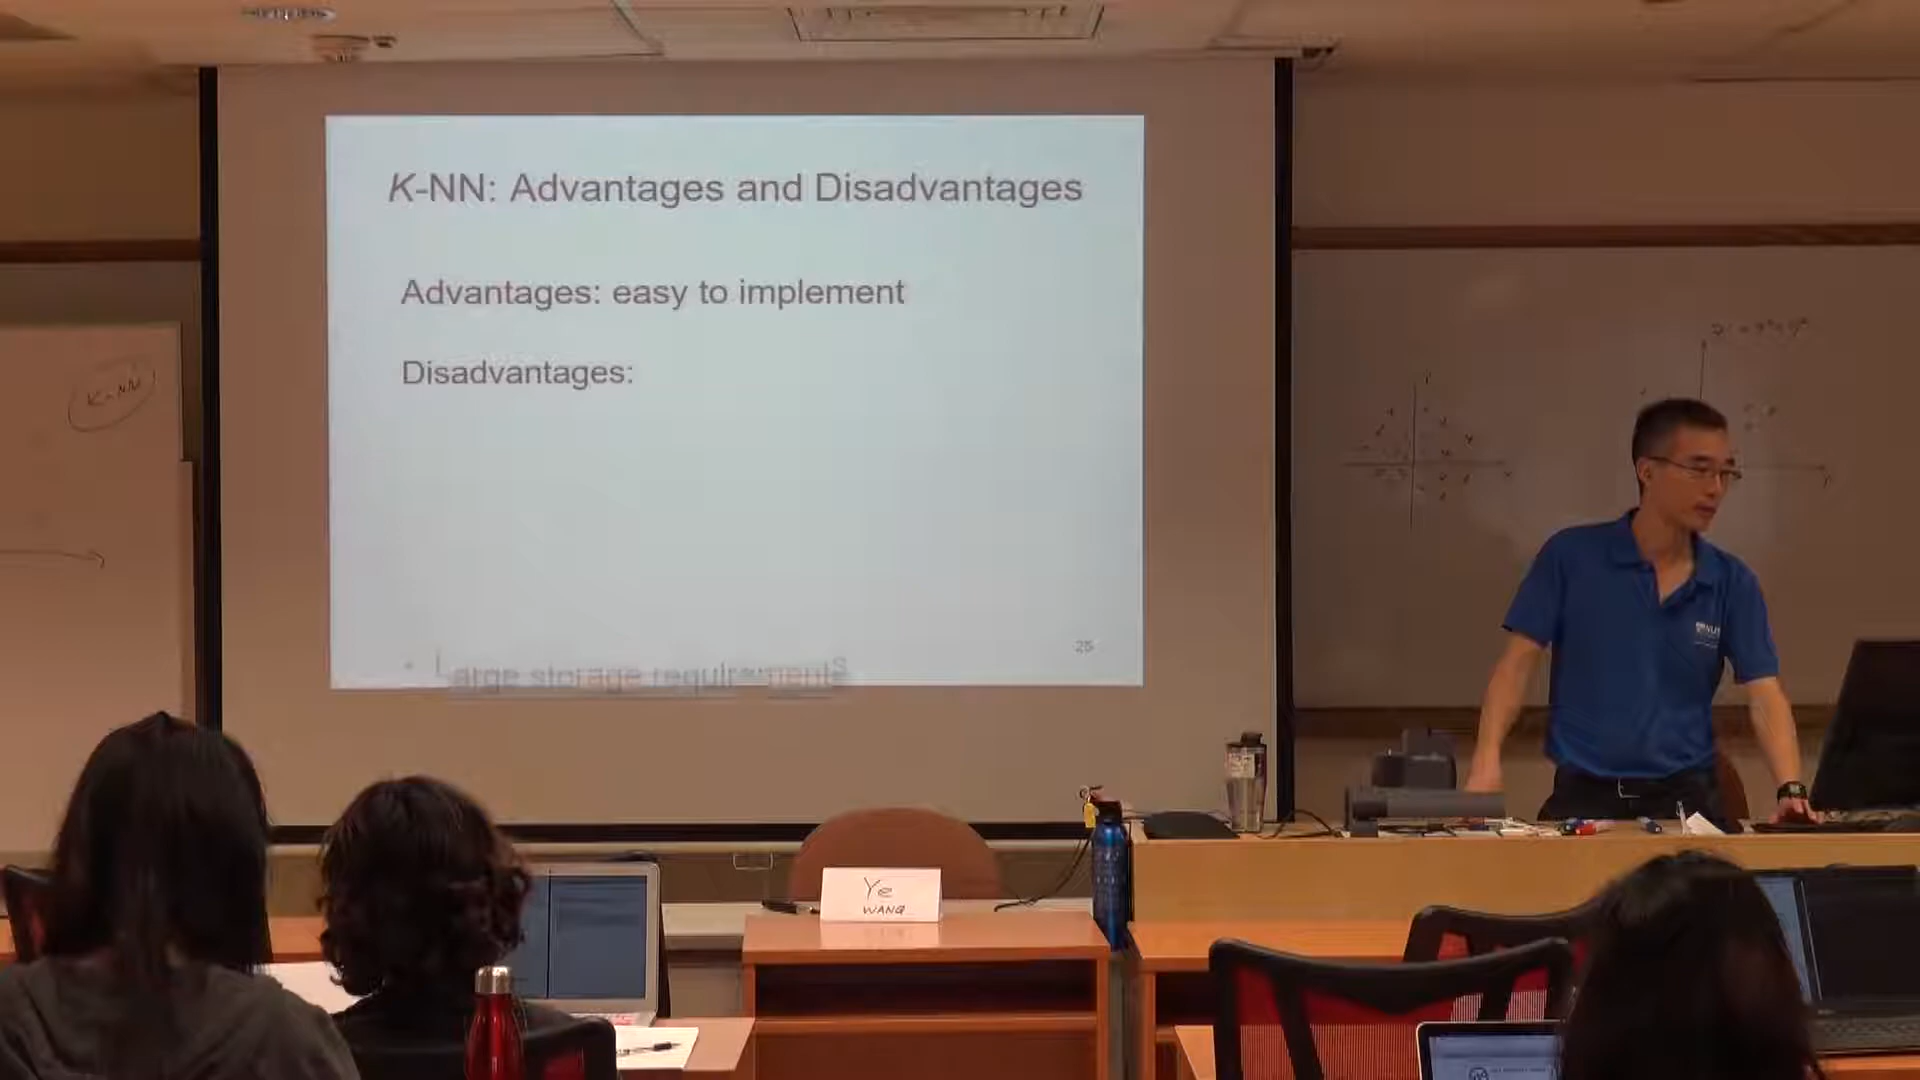 K-NN: Advantages and Disadvantages
Advantages: easy to implement
Disadvantages:
• Large storage requirements
25
K-NN
Ye
WANG